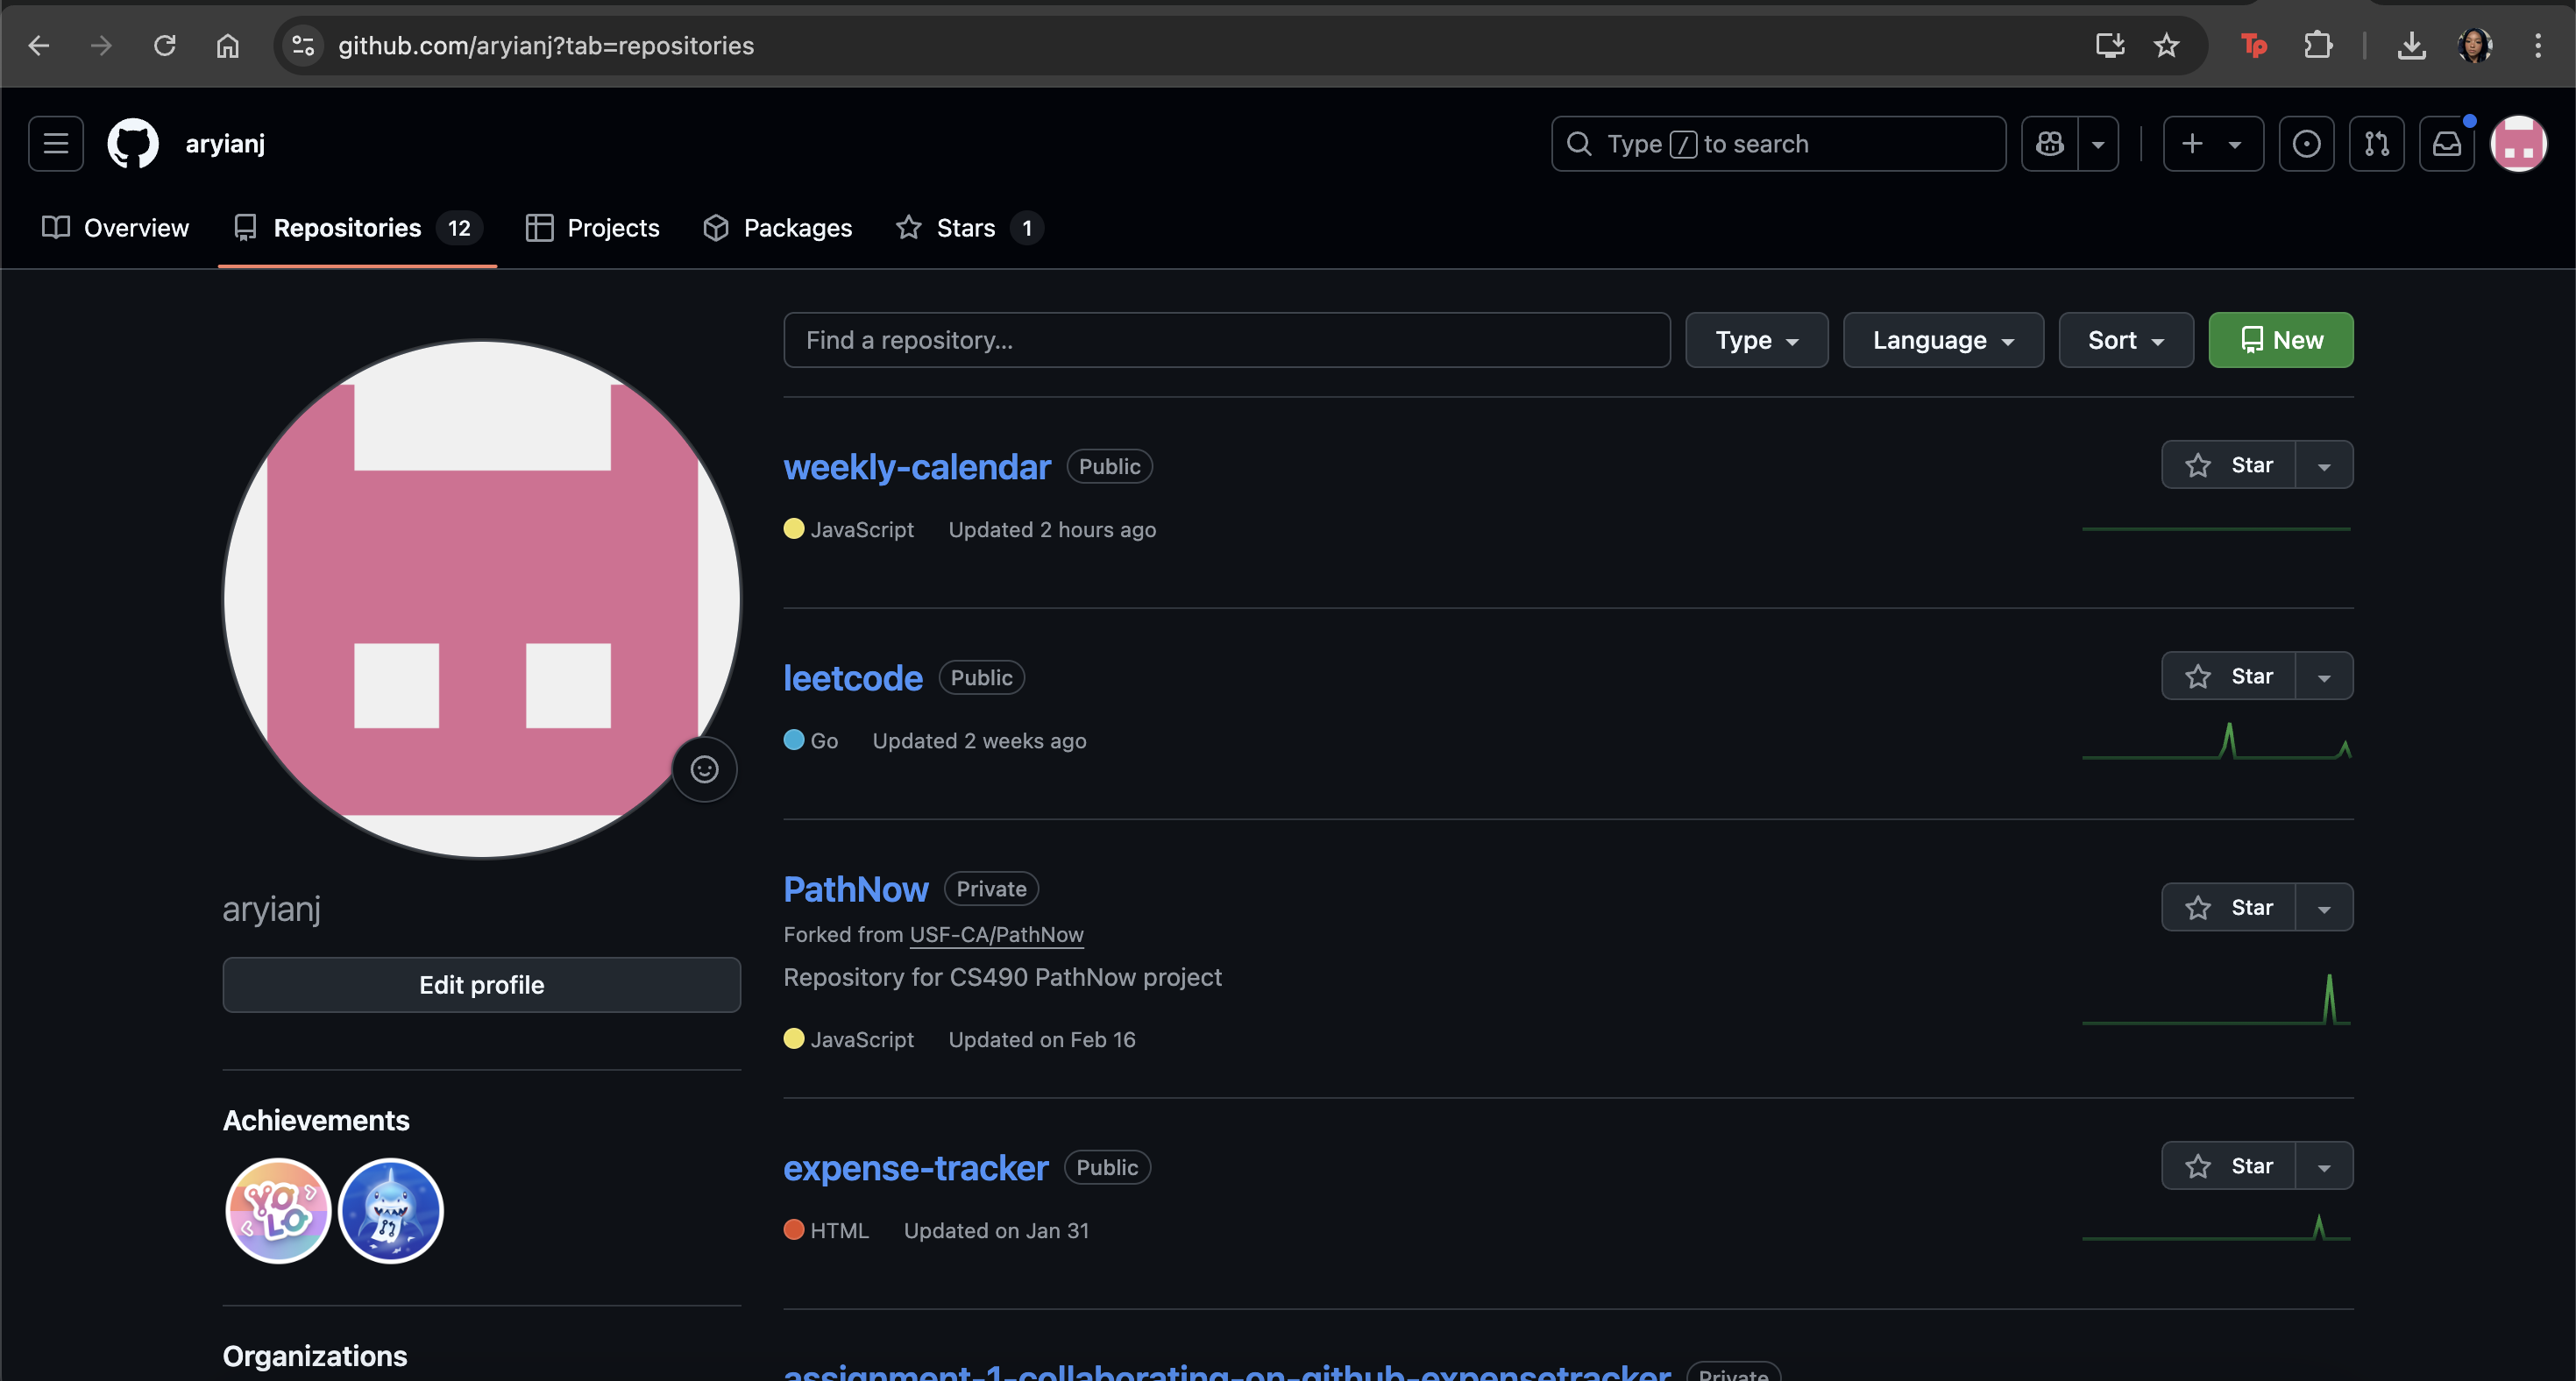 github.com/aryianj?tab=repositories
Tp
aryianj
Type / to search
Overview
Repositories 12
Projects
Packages
Stars 1
Find a repository...
Type
Language
Sort
New
weekly-calendar Public
Star
JavaScript Updated 2 hours ago
leetcode Public
Star
Go Updated 2 weeks ago
PathNow Private
Star
Forked from USF-CA/PathNow
Repository for CS490 PathNow project
JavaScript Updated on Feb 16
aryianj
Edit profile
Achievements
YOLO
Organizations
expense-tracker Public
Star
HTML Updated on Jan 31
assignment-1-collaborating-on-github-expensetracker Private